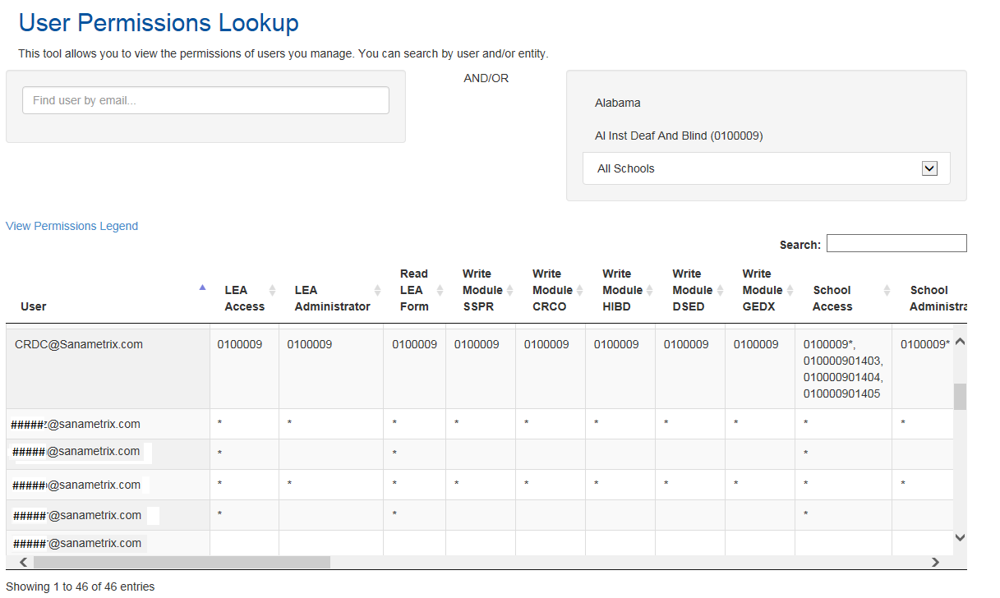 User Permissions Lookup
This tool allows you to view the permissions of users you manage. You can search by user and/or entity.
Find user by email...
AND/OR
Alabama
Al Inst Deaf And Blind (0100009)
All Schools
View Permissions Legend
Search:
User
LEA Access
LEA Administrator
Read LEA Form
Write Module SSPR
Write Module CRCO
Write Module HIBD
Write Module DSED
Write Module GEDX
School Access
School Administra
CRDC@Sanametrix.com 0100009 0100009 0100009 0100009 0100009 0100009 0100009 0100009 0100009*, 0100009*
010000901403,
010000901404,
010000901405
#####@sanametrix.com * * * * * * * * * *
#####@sanametrix.com * * *
#####@sanametrix.com * * * * * * * * * *
#####@sanametrix.com * * *
#####@sanametrix.com
Showing 1 to 46 of 46 entries